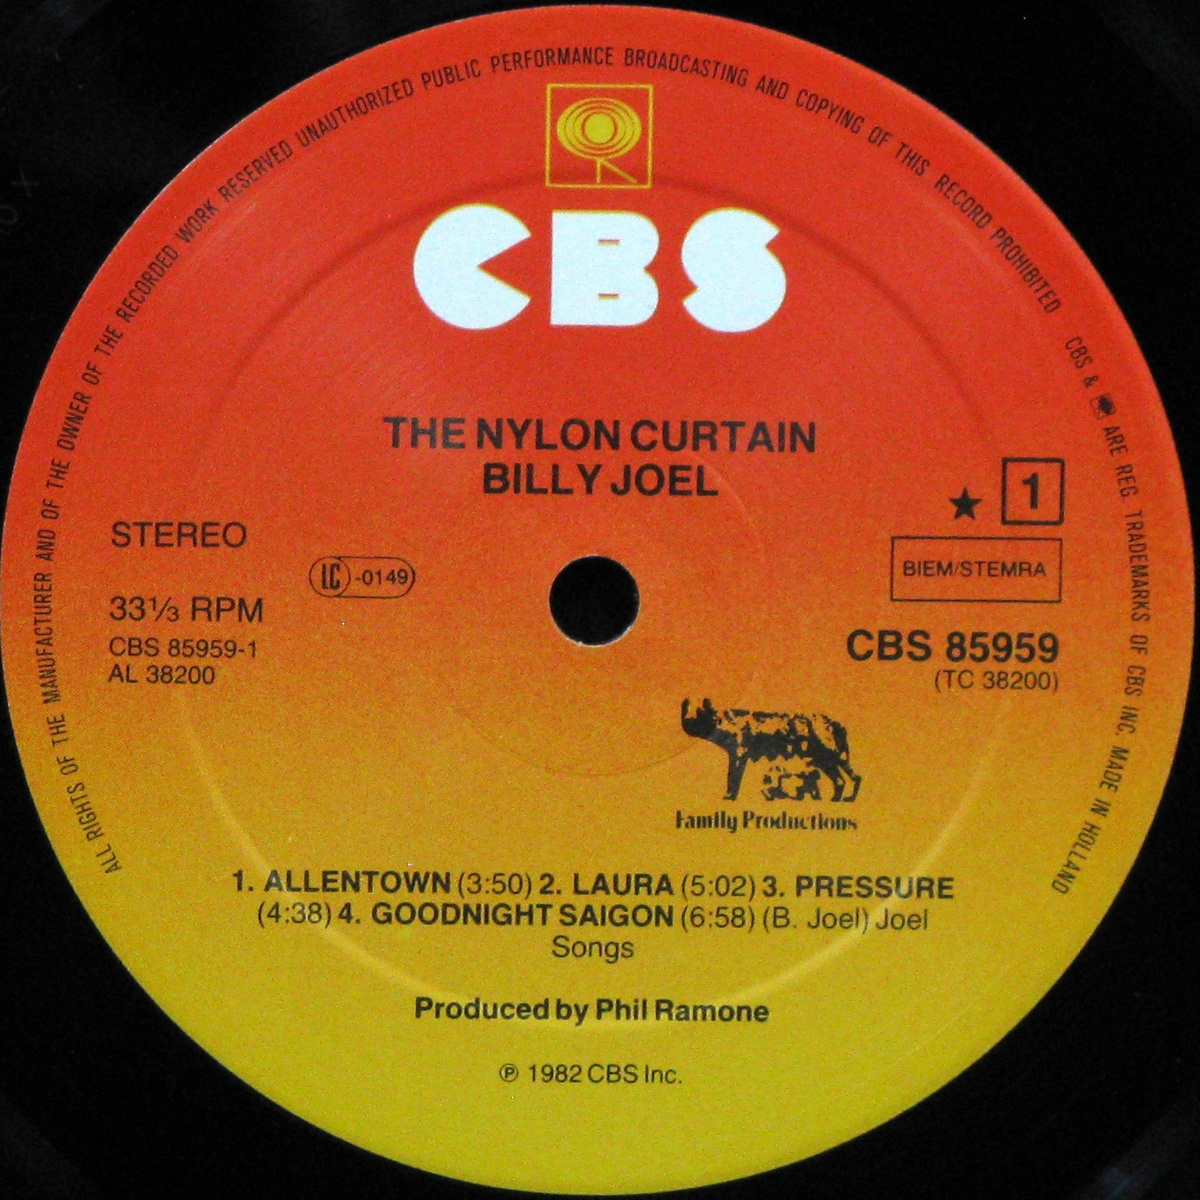 ALL RIGHTS OF THE MANUFACTURER AND OF THE OWNER OF THE RECORDED WORK RESERVED UNAUTHORIZED PUBLIC PERFORMANCE BROADCASTING AND COPYING OF THIS RECORD PROHIBITED CBS & ARE REG. TRADEMARKS OF CBS INC. MADE IN HOLLAND
CBS
THE NYLON CURTAIN
BILLY JOEL
★ 1
STEREO
LC-0149
BIEM/STEMRA
33⅓ RPM
CBS 85959-1
AL 38200
CBS 85959
(TC 38200)
Family Productions
1. ALLENTOWN (3:50) 2. LAURA (5:02) 3. PRESSURE
(4:38) 4. GOODNIGHT SAIGON (6:58) (B. Joel) Joel
Songs
Produced by Phil Ramone
℗ 1982 CBS Inc.